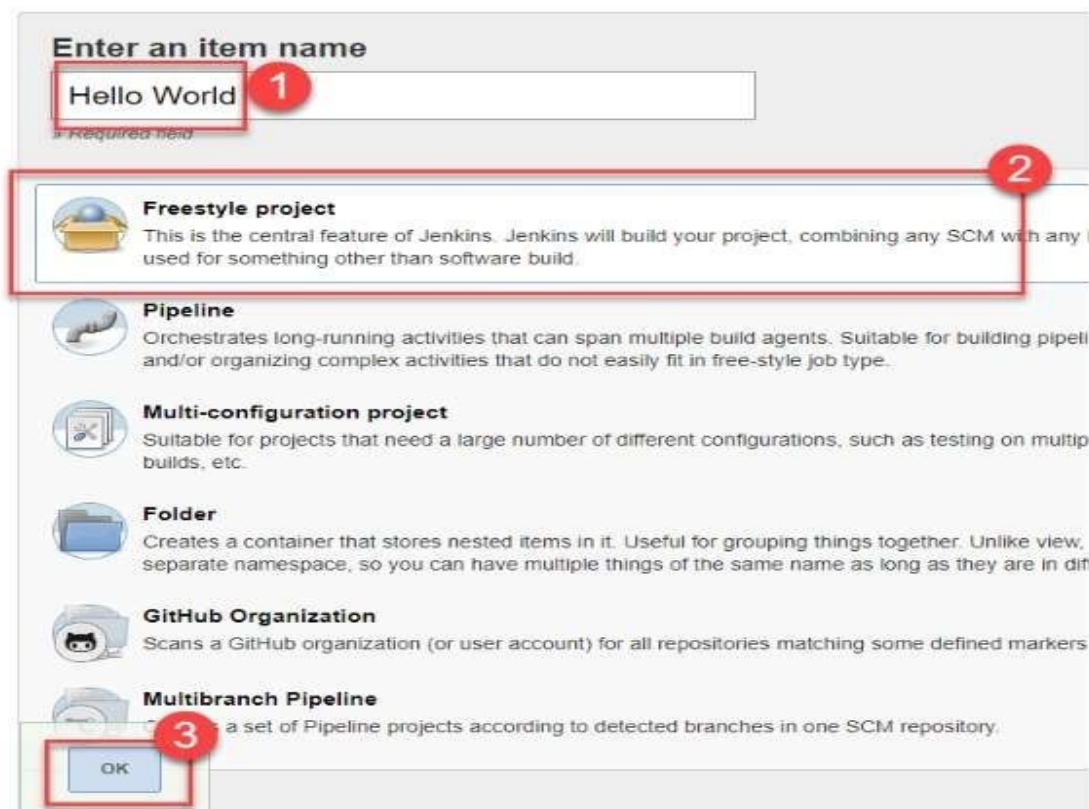 Enter an item name
Hello World
1
» Required field
2
Freestyle project
This is the central feature of Jenkins. Jenkins will build your project, combining any SCM with any
used for something other than software build.
Pipeline
Orchestrates long-running activities that can span multiple build agents. Suitable for building pipeli
and/or organizing complex activities that do not easily fit in free-style job type.
Multi-configuration project
Suitable for projects that need a large number of different configurations, such as testing on multip
builds, etc.
Folder
Creates a container that stores nested items in it. Useful for grouping things together. Unlike view,
separate namespace, so you can have multiple things of the same name as long as they are in dif
GitHub Organization
Scans a GitHub organization (or user account) for all repositories matching some defined markers
Multibranch Pipeline
a set of Pipeline projects according to detected branches in one SCM repository.
3
OK